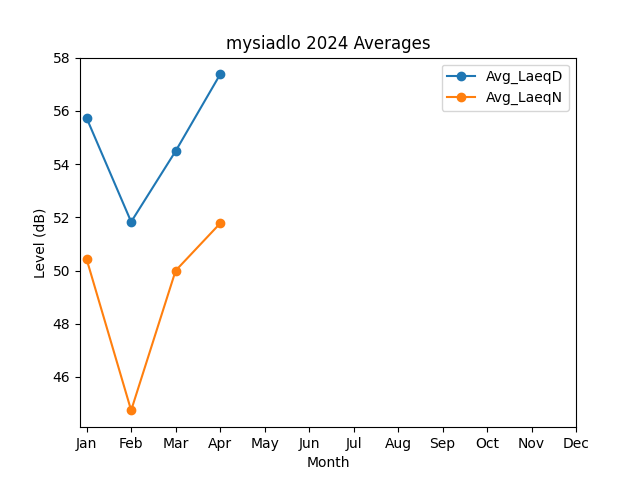 mysiadlo 2024 Averages
58
56
54
52
50
48
46
Level (dB)
Avg_LaeqD
Avg_LaeqN
Jan Feb Mar Apr May Jun Jul Aug Sep Oct Nov Dec
Month